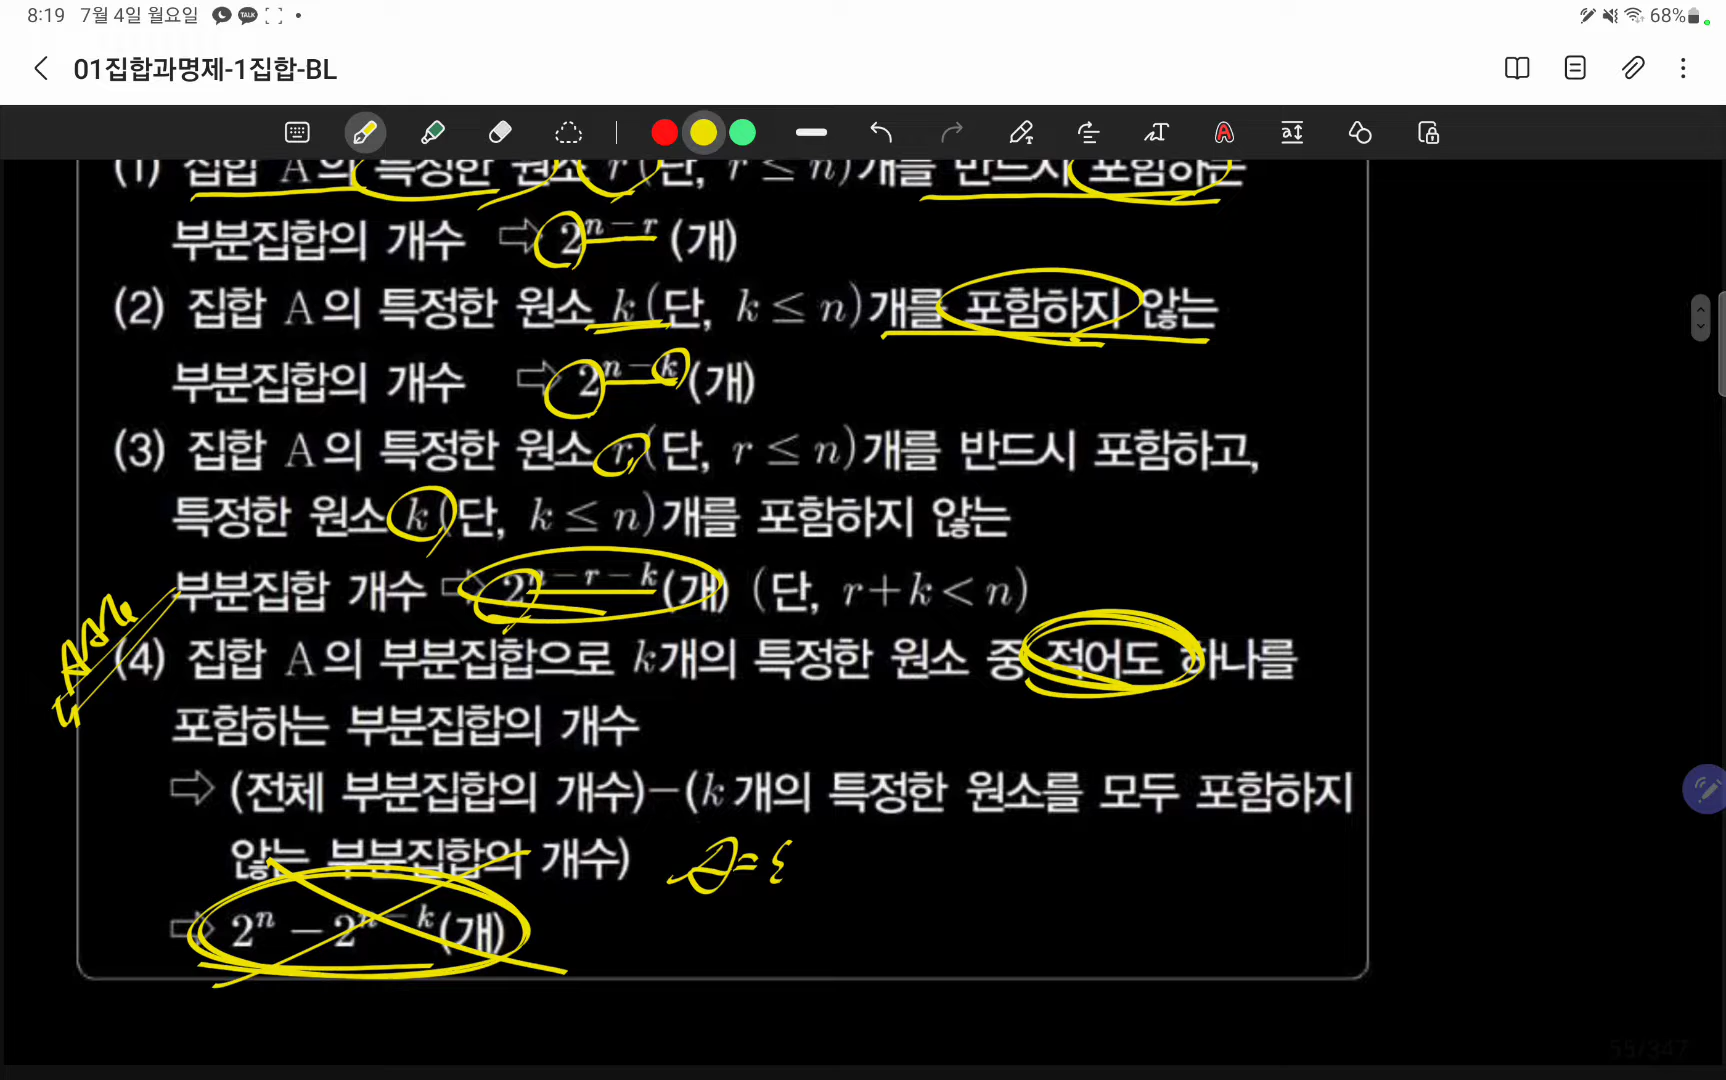 8:19 7월 4일 월요일 TALK 68%
01집합과명제-1집합-BL
(1) 집합 A의 특정한 원소 r(단, r ≤ n)개를 반드시 포함하는
부분집합의 개수 ⇨ 2^{n-r}(개)
(2) 집합 A의 특정한 원소 k(단, k ≤ n)개를 포함하지 않는
부분집합의 개수 ⇨ 2^{n-k}(개)
(3) 집합 A의 특정한 원소 r(단, r ≤ n)개를 반드시 포함하고,
특정한 원소 k(단, k ≤ n)개를 포함하지 않는
부분집합 개수 ⇨ 2^{n-r-k}(개) (단, r+k<n)
(4) 집합 A의 부분집합으로 k개의 특정한 원소 중 적어도 하나를
포함하는 부분집합의 개수
⇨ (전체 부분집합의 개수)-(k개의 특정한 원소를 모두 포함하지
않는 부분집합의 개수) A={
⇨ 2^n-2^{n-k}(개)
55/347